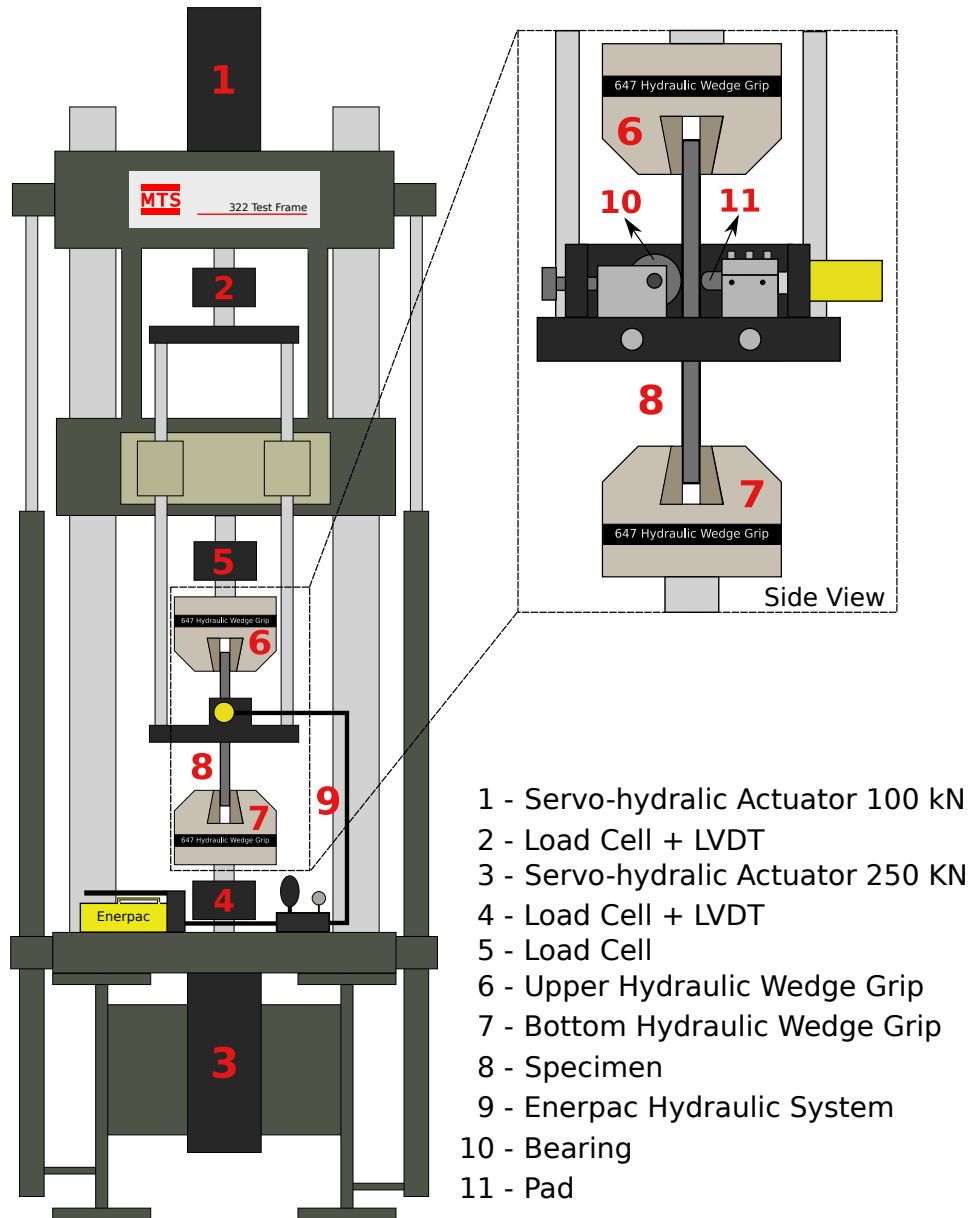 1
MTS
322 Test Frame
2
5
647 Hydraulic Wedge Grip
6
8
9
7
647 Hydraulic Wedge Grip
4
Enerpac
3
647 Hydraulic Wedge Grip
6
10
11
8
7
647 Hydraulic Wedge Grip
Side View
1 - Servo-hydralic Actuator 100 kN
2 - Load Cell + LVDT
3 - Servo-hydralic Actuator 250 KN
4 - Load Cell + LVDT
5 - Load Cell
6 - Upper Hydraulic Wedge Grip
7 - Bottom Hydraulic Wedge Grip
8 - Specimen
9 - Enerpac Hydraulic System
10 - Bearing
11 - Pad